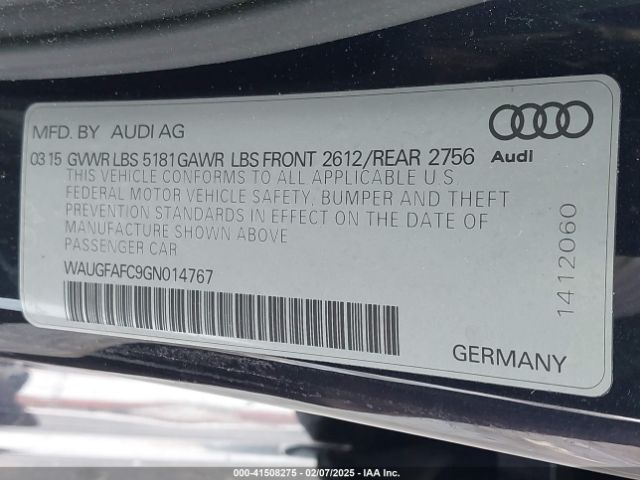 MFD. BY AUDI AG
03 15 GVWR LBS 5181 GAWR LBS FRONT 2612/REAR 2756
THIS VEHICLE CONFORMS TO ALL APPLICABLE U.S
FEDERAL MOTOR VEHICLE SAFETY, BUMPER AND THEFT
PREVENTION STANDARDS IN EFFECT ON THE DATE OF
MANUFACTURE SHOWN ABOVE
PASSENGER CAR
WAUGFAFC9GN014767
Audi
1412060
GERMANY
000-41508275 - 02/07/2025 - IAA Inc.